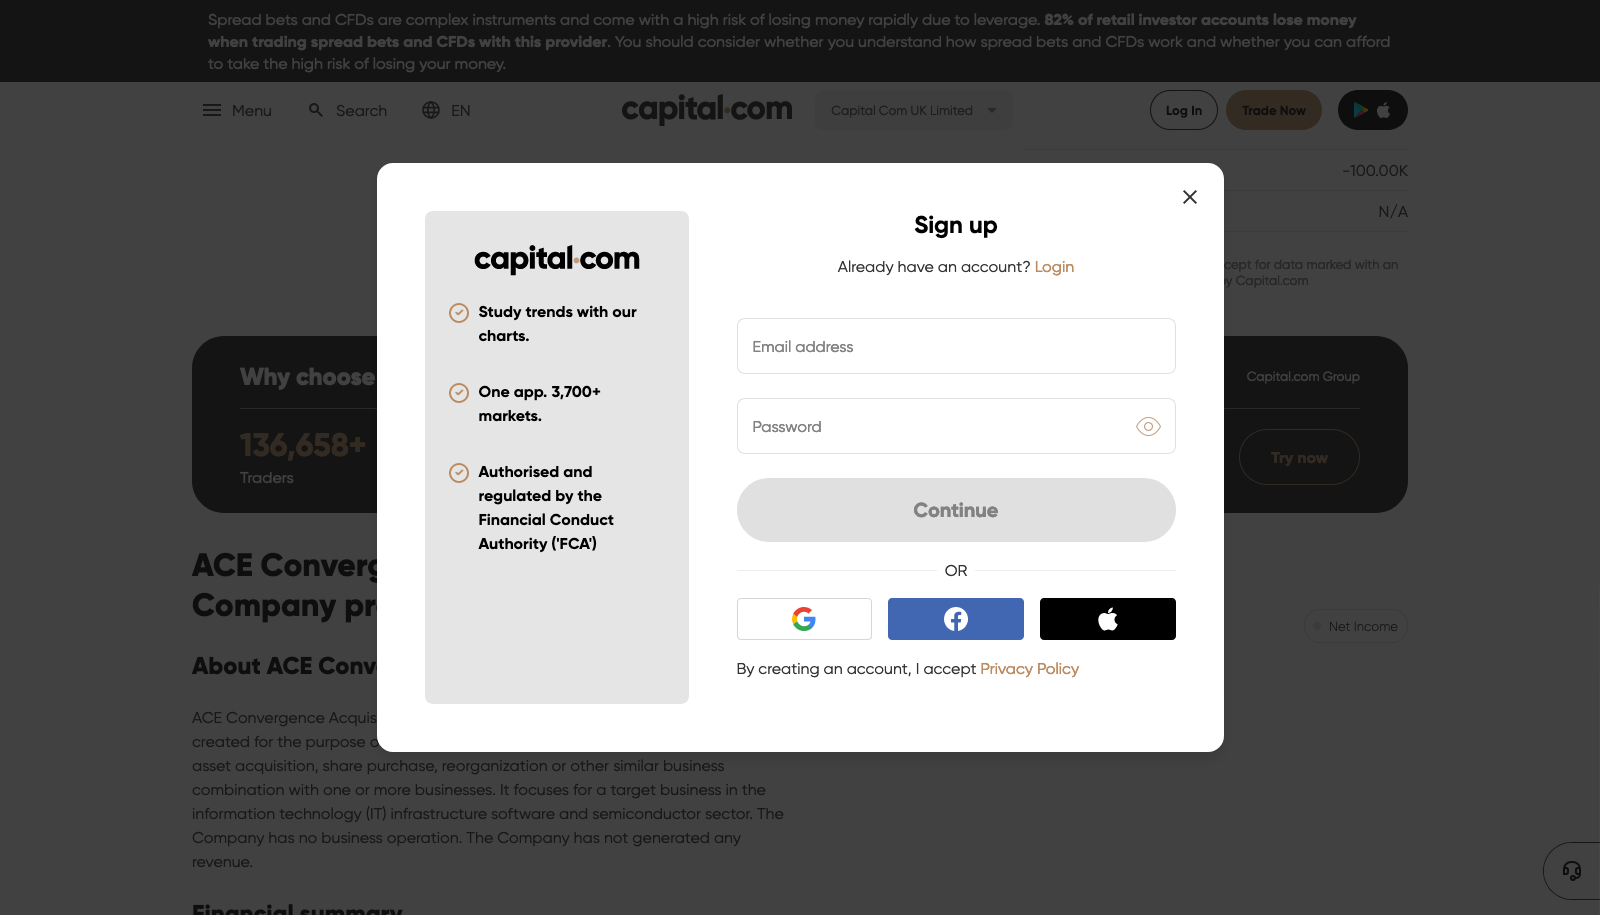 Spread bets and CFDs are complex instruments and come with a high risk of losing money rapidly due to leverage. 82% of retail investor accounts lose money
when trading spread bets and CFDs with this provider. You should consider whether you understand how spread bets and CFDs work and whether you can afford
to take the high risk of losing your money.
Menu
Search
EN
capital.com
Capital Com UK Limited
Log In
Trade Now
-100.00K
N/A
cept for data marked with an
y Capital.com
Why choose
Capital.com Group
136,658+
Traders
Try now
capital.com
Study trends with our
charts.
One app. 3,700+
markets.
Authorised and
regulated by the
Financial Conduct
Authority ('FCA')
Sign up
Already have an account? Login
Email address
Password
Continue
OR
By creating an account, I accept Privacy Policy
ACE Converg
Company pr
Net Income
About ACE Conv
ACE Convergence Acquis
created for the purpose o
asset acquisition, share purchase, reorganization or other similar business
combination with one or more businesses. It focuses for a target business in the
information technology (IT) infrastructure software and semiconductor sector. The
Company has no business operation. The Company has not generated any
revenue.
Financial summary